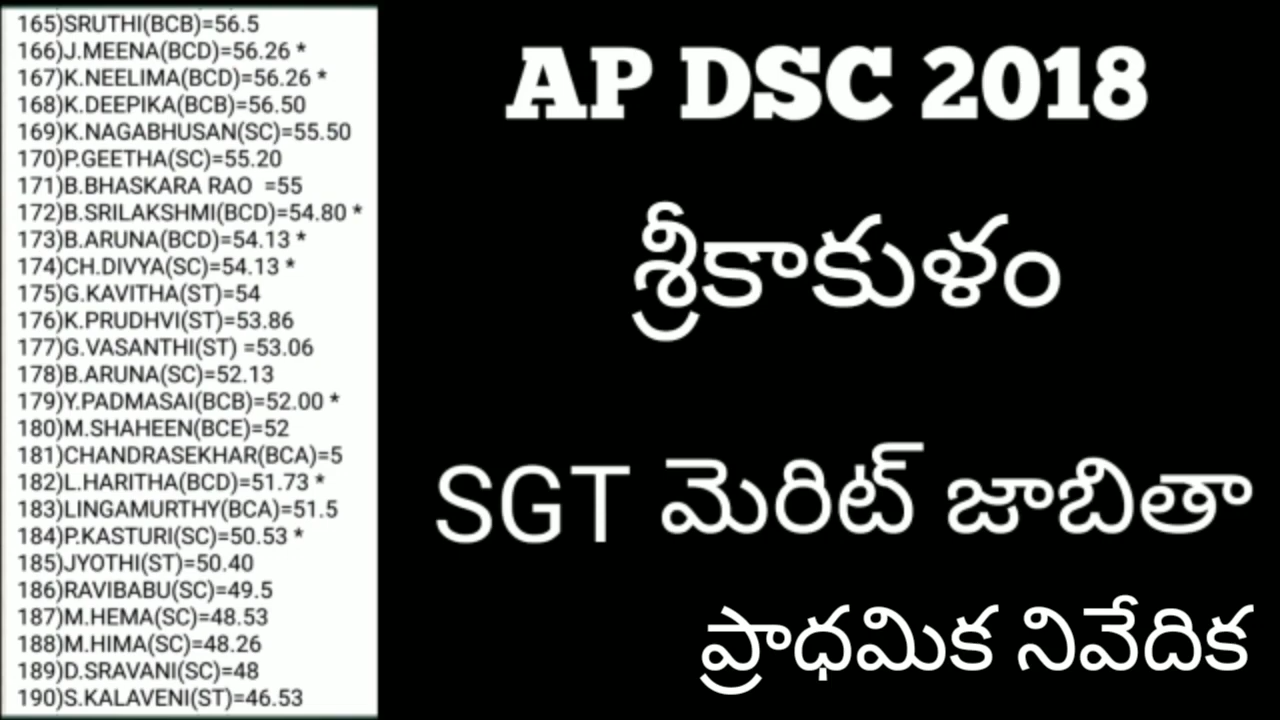 165)SRUTHI(BCB)=56.5
166)J.MEENA(BCD)=56.26 *
167)K.NEELIMA(BCD)=56.26 *
168)K.DEEPIKA(BCB)=56.50
169)K.NAGABHUSAN(SC)=55.50
170)P.GEETHA(SC)=55.20
171)B.BHASKARA RAO  =55
172)B.SRILAKSHMI(BCD)=54.80 *
173)B.ARUNA(BCD)=54.13 *
174)CH.DIVYA(SC)=54.13 *
175)G.KAVITHA(ST)=54
176)K.PRUDHVI(ST)=53.86
177)G.VASANTHI(ST) =53.06
178)B.ARUNA(SC)=52.13
179)Y.PADMASAI(BCB)=52.00 *
180)M.SHAHEEN(BCE)=52
181)CHANDRASEKHAR(BCA)=5
182)L.HARITHA(BCD)=51.73 *
183)LINGAMURTHY(BCA)=51.5
184)P.KASTURI(SC)=50.53 *
185)JYOTHI(ST)=50.40
186)RAVIBABU(SC)=49.5
187)M.HEMA(SC)=48.53
188)M.HIMA(SC)=48.26
189)D.SRAVANI(SC)=48
190)S.KALAVENI(ST)=46.53
AP DSC 2018
శ్రీకాకుళం
SGT మెరిట్ జాబితా
ప్రాధమిక నివేదిక